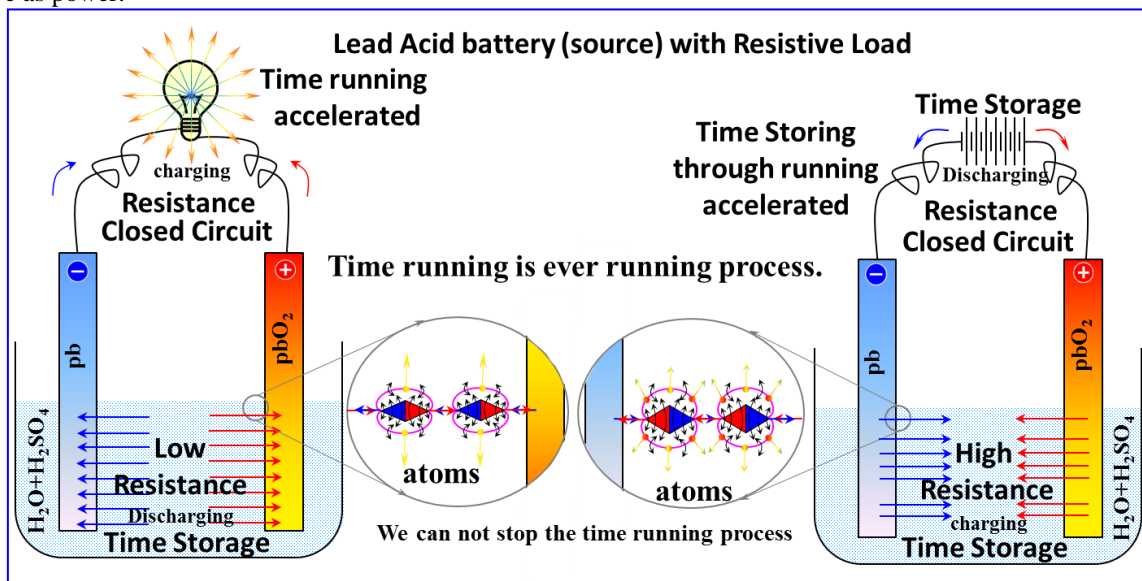 e as power.
Lead Acid battery (source) with Resistive Load
Time running
accelerated
charging
Resistance
Closed Circuit
Time Storage
Time Storing
through running
accelerated
Discharging
Resistance
Closed Circuit
Time running is ever running process.
−
+
pb
pbO₂
H₂O+H₂SO₄
Low
Resistance
Discharging
Time Storage
atoms
atoms
We can not stop the time running process
−
+
pb
pbO₂
H₂O+H₂SO₄
High
Resistance
charging
Time Storage